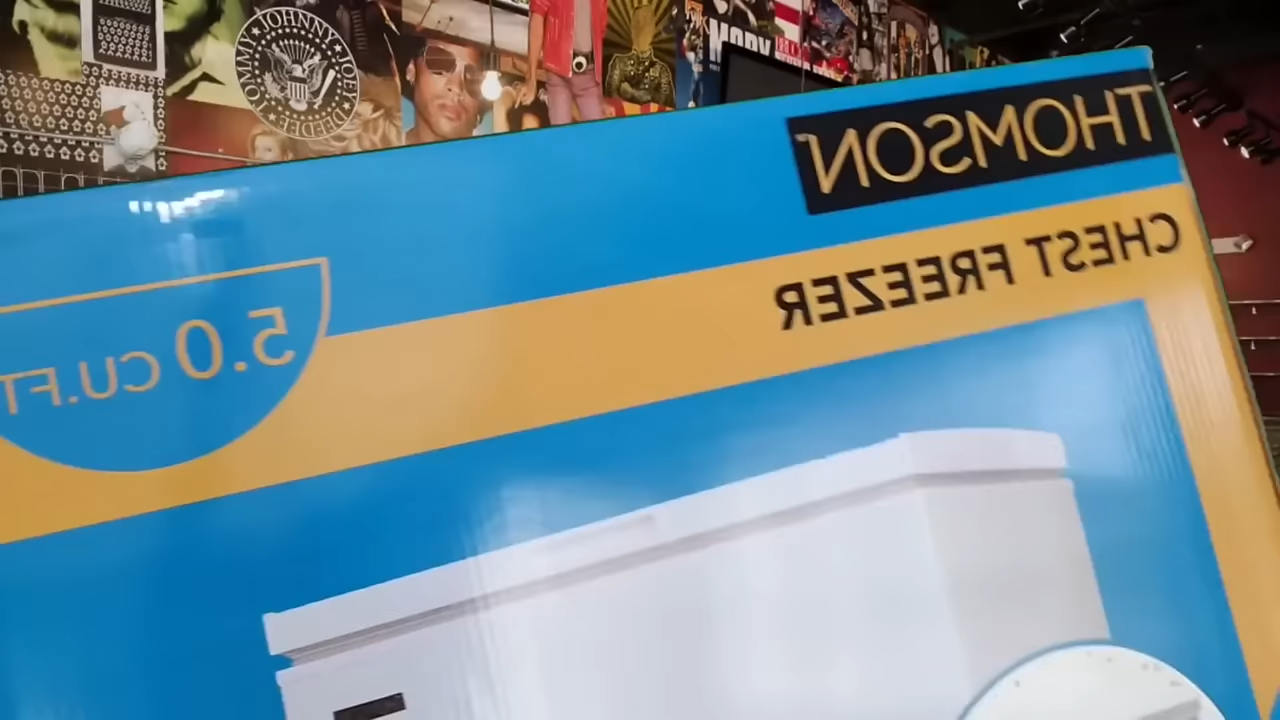 THOMSON
CHEST FREEZER
5.0 CU.FT
JOHNNY JOEY DEEDEE TOMMY